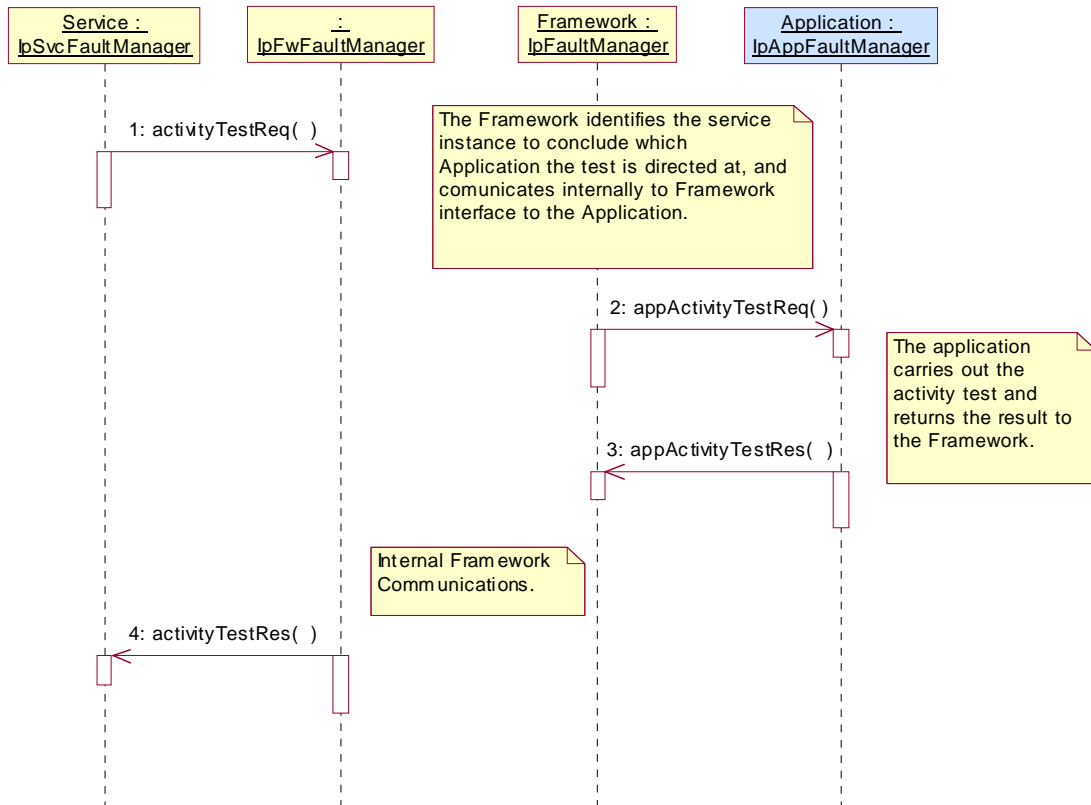 Service :
IpSvcFaultManager
:
IpFwFaultManager
Framework :
IpFaultManager
Application :
IpAppFaultManager
1: activityTestReq( )
The Framework identifies the service
instance to conclude which
Application the test is directed at, and
comunicates internally to Framework
interface to the Application.
2: appActivityTestReq( )
The application
carries out the
activity test and
returns the result to
the Framework.
3: appActivityTestRes( )
Internal Framework
Communications.
4: activityTestRes( )